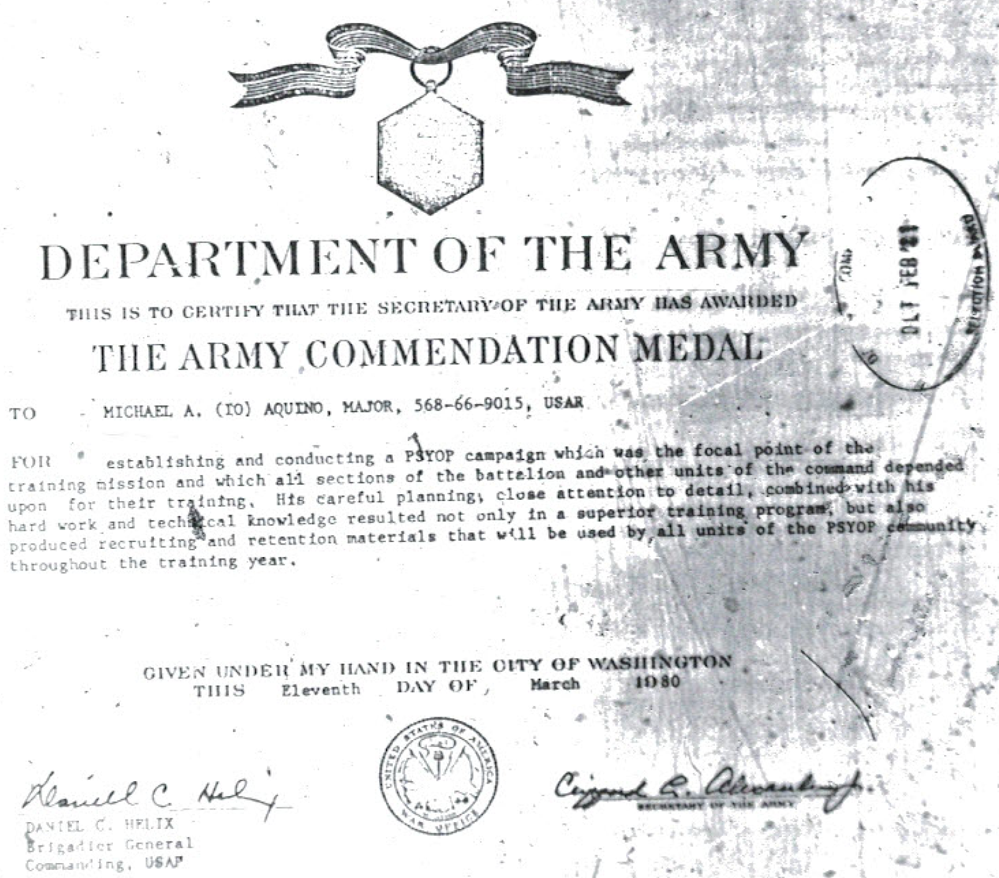 DEPARTMENT OF THE ARMY
THIS IS TO CERTIFY THAT THE SECRETARY OF THE ARMY HAS AWARDED
THE ARMY COMMENDATION MEDAL
TO MICHAEL A. (IO) AQUINO, MAJOR, 568-66-9015, USAR
FOR establishing and conducting a PSYOP campaign which was the focal point of the
training mission and which all sections of the battalion and other units of the command depended
upon for their training. His careful planning, close attention to detail, combined with his
hard work and technical knowledge resulted not only in a superior training program, but also
produced recruiting and retention materials that will be used by all units of the PSYOP community
throughout the training year.
GIVEN UNDER MY HAND IN THE CITY OF WASHINGTON
THIS Eleventh DAY OF, March 1980
UNITED STATES OF AMERICA
WAR OFFICE
Daniel C. Helix
DANIEL C. HELIX
Brigadier General
Commanding, USAR
SECRETARY OF THE ARMY
FEB